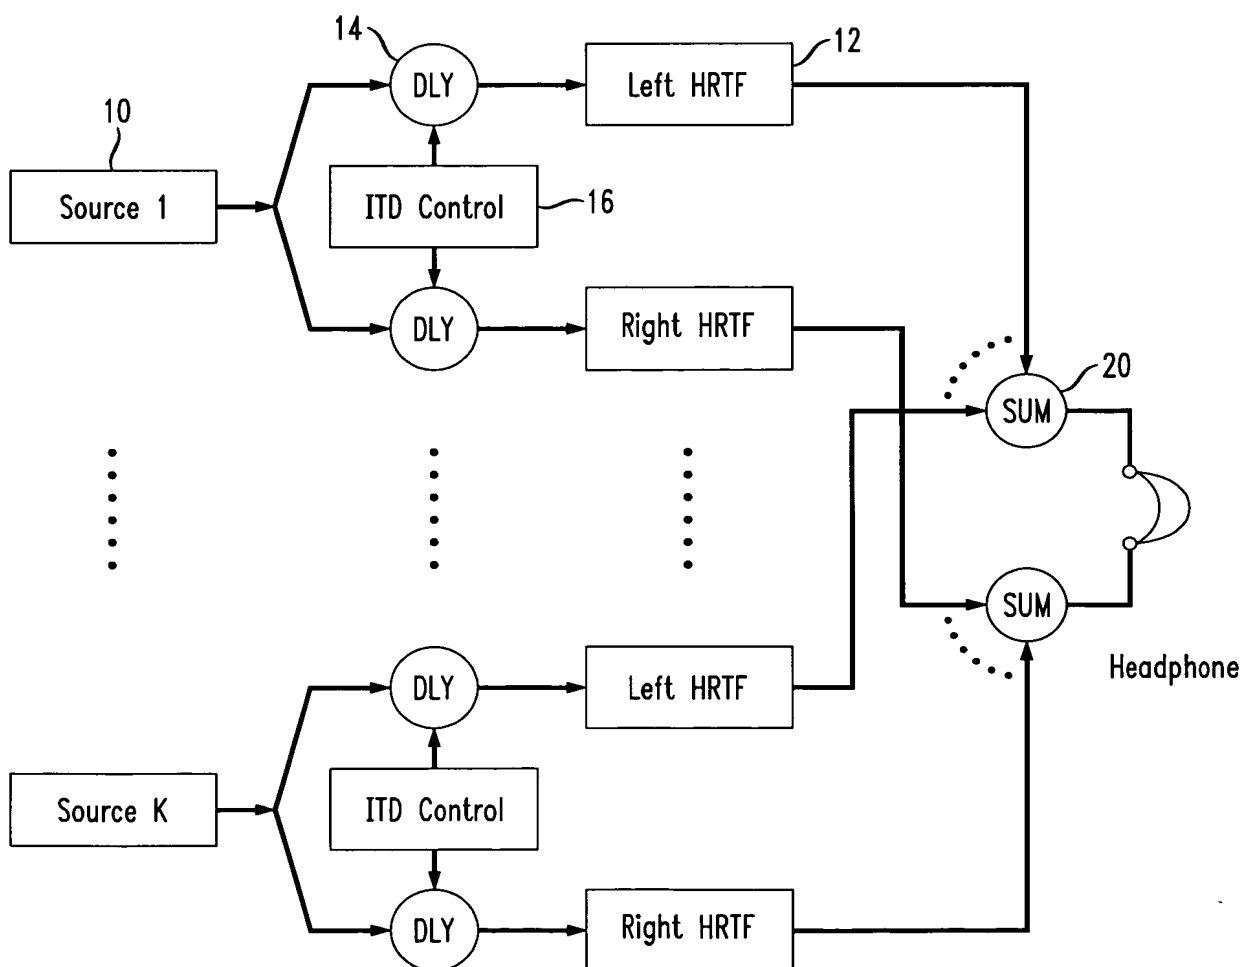 14
DLY
Left HRTF
12
10
Source 1
ITD Control
16
DLY
Right HRTF
20
SUM
SUM
Headphone
DLY
Left HRTF
Source K
ITD Control
DLY
Right HRTF